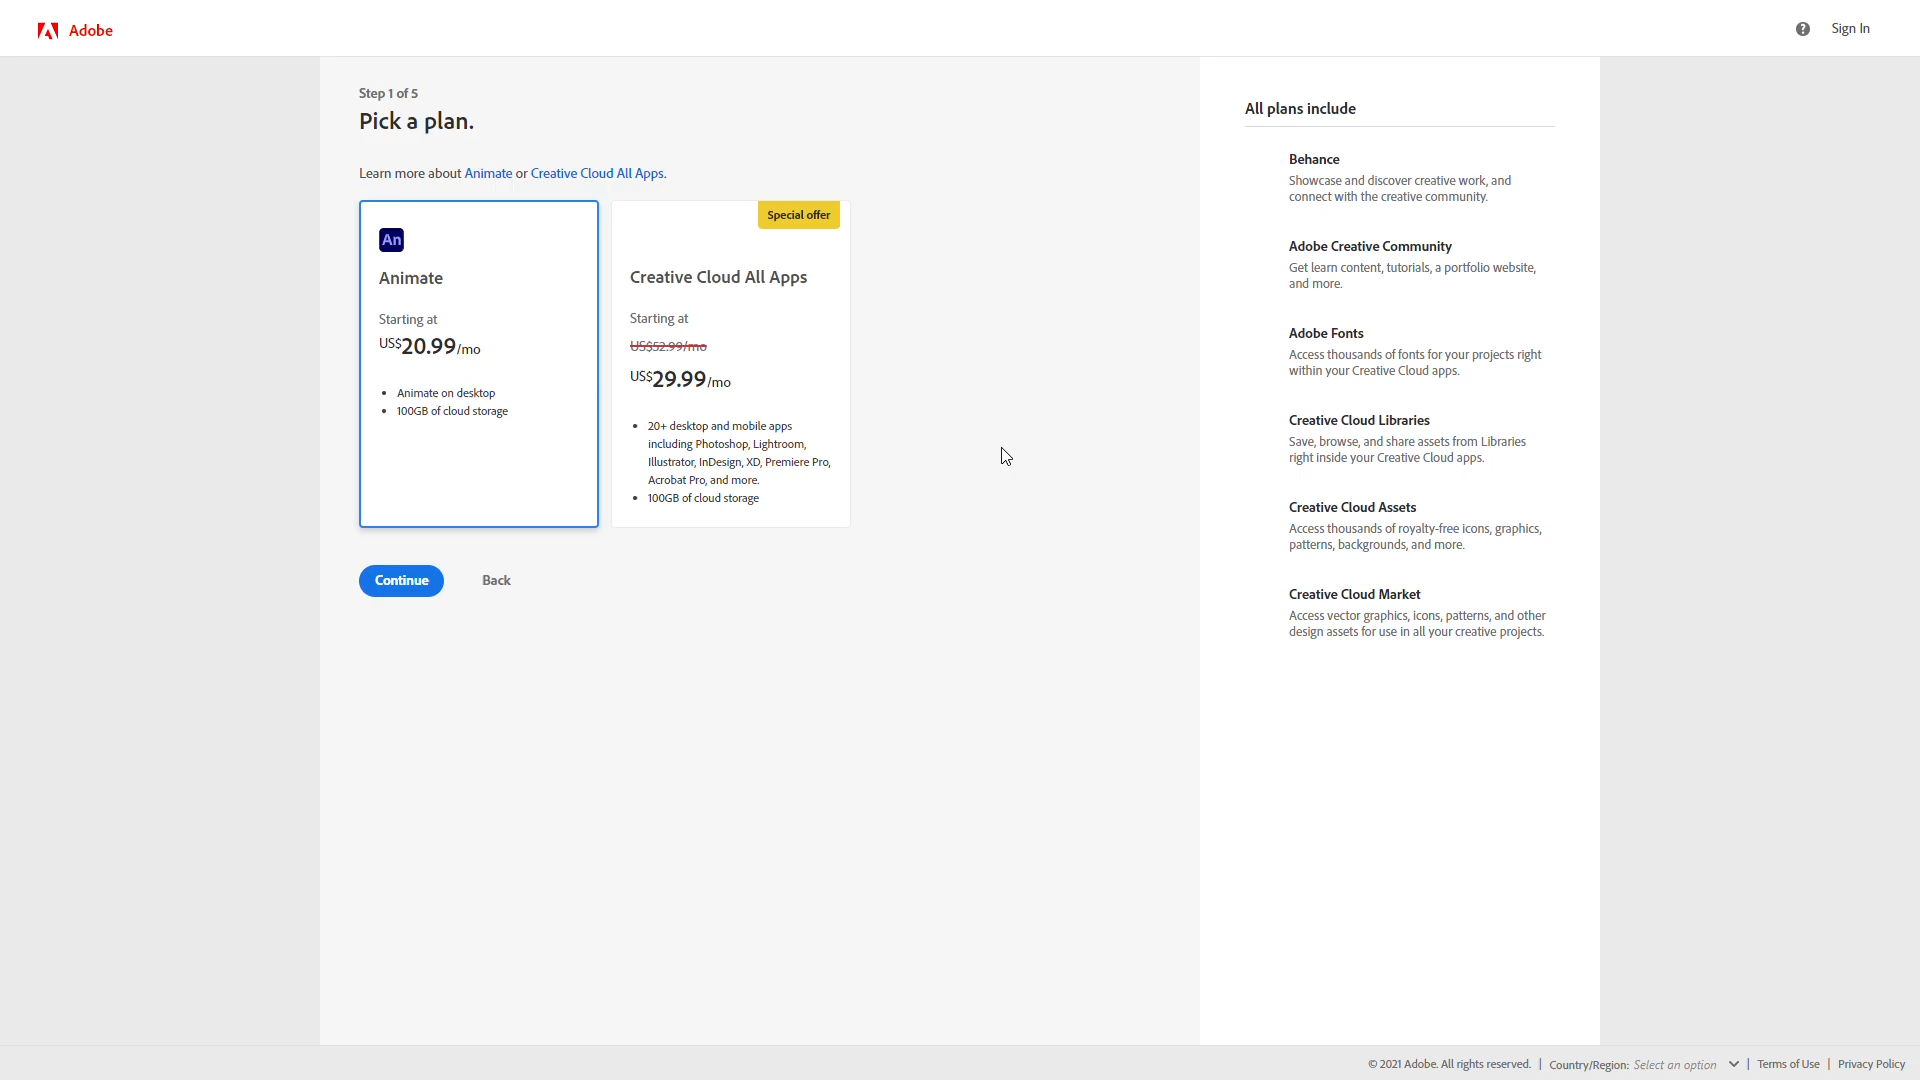 Adobe
Sign In
Step 1 of 5
Pick a plan.
Learn more about Animate or Creative Cloud All Apps.
An
Animate
Starting at
US$20.99/mo
Animate on desktop
100GB of cloud storage
Special offer
Creative Cloud All Apps
Starting at
US$52.99/mo
US$29.99/mo
20+ desktop and mobile apps
including Photoshop, Lightroom,
Illustrator, InDesign, XD, Premiere Pro,
Acrobat Pro, and more.
100GB of cloud storage
Continue
Back
All plans include
Behance
Showcase and discover creative work, and
connect with the creative community.
Adobe Creative Community
Get learn content, tutorials, a portfolio website,
and more.
Adobe Fonts
Access thousands of fonts for your projects right
within your Creative Cloud apps.
Creative Cloud Libraries
Save, browse, and share assets from Libraries
right inside your Creative Cloud apps.
Creative Cloud Assets
Access thousands of royalty-free icons, graphics,
patterns, backgrounds, and more.
Creative Cloud Market
Access vector graphics, icons, patterns, and other
design assets for use in all your creative projects.
© 2021 Adobe. All rights reserved. | Country/Region: Select an option | Terms of Use | Privacy Policy